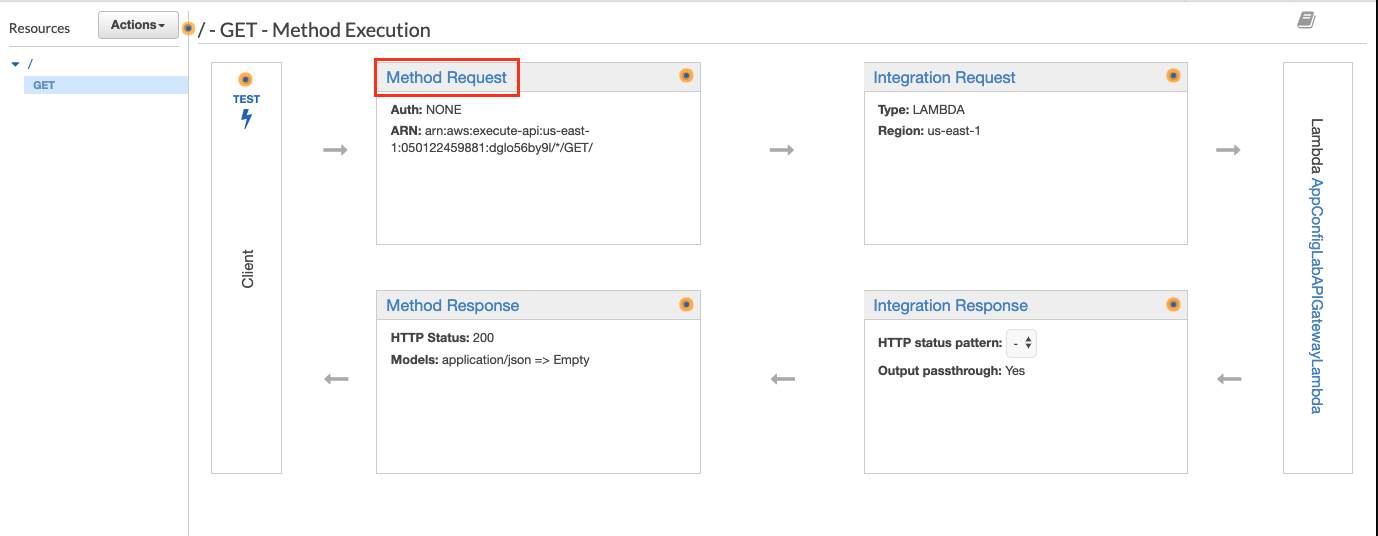 Resources
Actions
/ - GET - Method Execution
/
GET
TEST
Client
Method Request
Auth: NONE
ARN: arn:aws:execute-api:us-east-
1:050122459881:dglo56by9l/*/GET/
Integration Request
Type: LAMBDA
Region: us-east-1
Lambda AppConfigLabAPIGatewayLambda
Method Response
HTTP Status: 200
Models: application/json => Empty
Integration Response
HTTP status pattern: -
Output passthrough: Yes